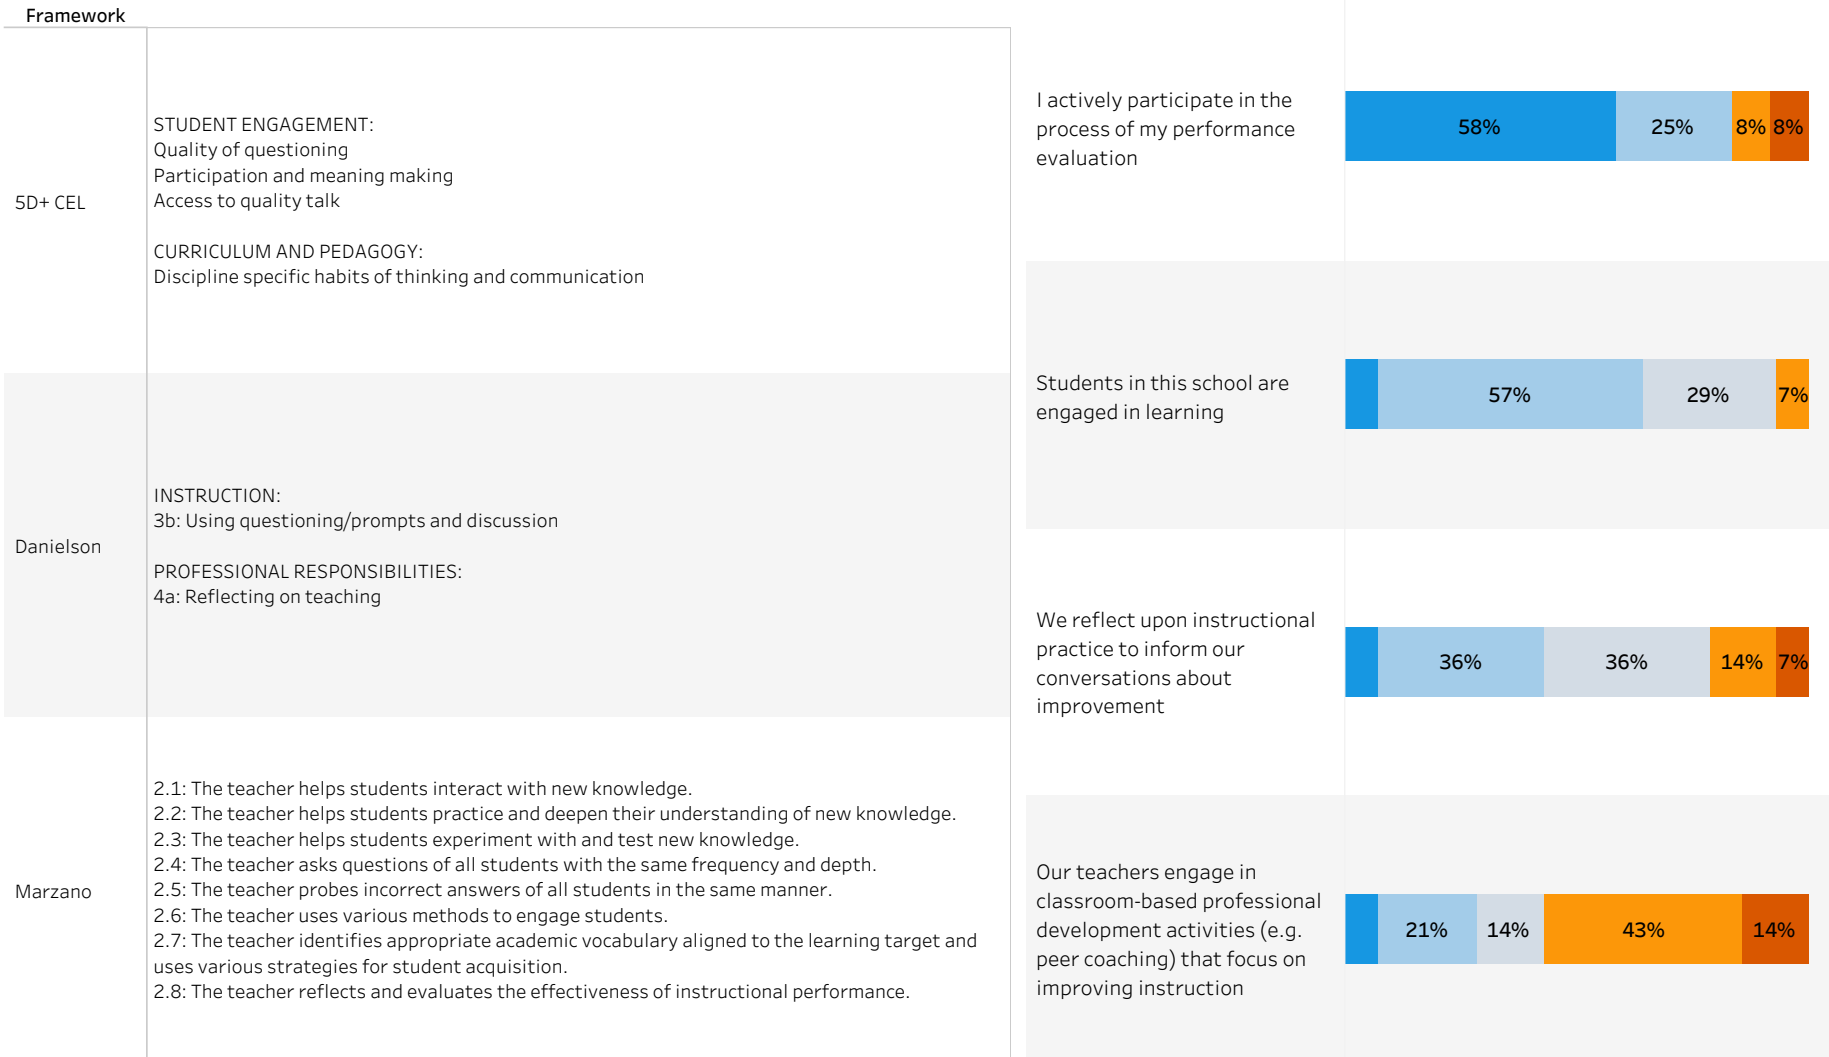 Framework
5D+ CEL
STUDENT ENGAGEMENT:
Quality of questioning
Participation and meaning making
Access to quality talk
CURRICULUM AND PEDAGOGY:
Discipline specific habits of thinking and communication
Danielson
INSTRUCTION:
3b: Using questioning/prompts and discussion
PROFESSIONAL RESPONSIBILITIES:
4a: Reflecting on teaching
Marzano
2.1: The teacher helps students interact with new knowledge.
2.2: The teacher helps students practice and deepen their understanding of new knowledge.
2.3: The teacher helps students experiment with and test new knowledge.
2.4: The teacher asks questions of all students with the same frequency and depth.
2.5: The teacher probes incorrect answers of all students in the same manner.
2.6: The teacher uses various methods to engage students.
2.7: The teacher identifies appropriate academic vocabulary aligned to the learning target and
uses various strategies for student acquisition.
2.8: The teacher reflects and evaluates the effectiveness of instructional performance.
I actively participate in the
process of my performance
evaluation
58% 25% 8% 8%
Students in this school are
engaged in learning
57% 29% 7%
We reflect upon instructional
practice to inform our
conversations about
improvement
36% 36% 14% 7%
Our teachers engage in
classroom-based professional
development activities (e.g.
peer coaching) that focus on
improving instruction
21% 14% 43% 14%